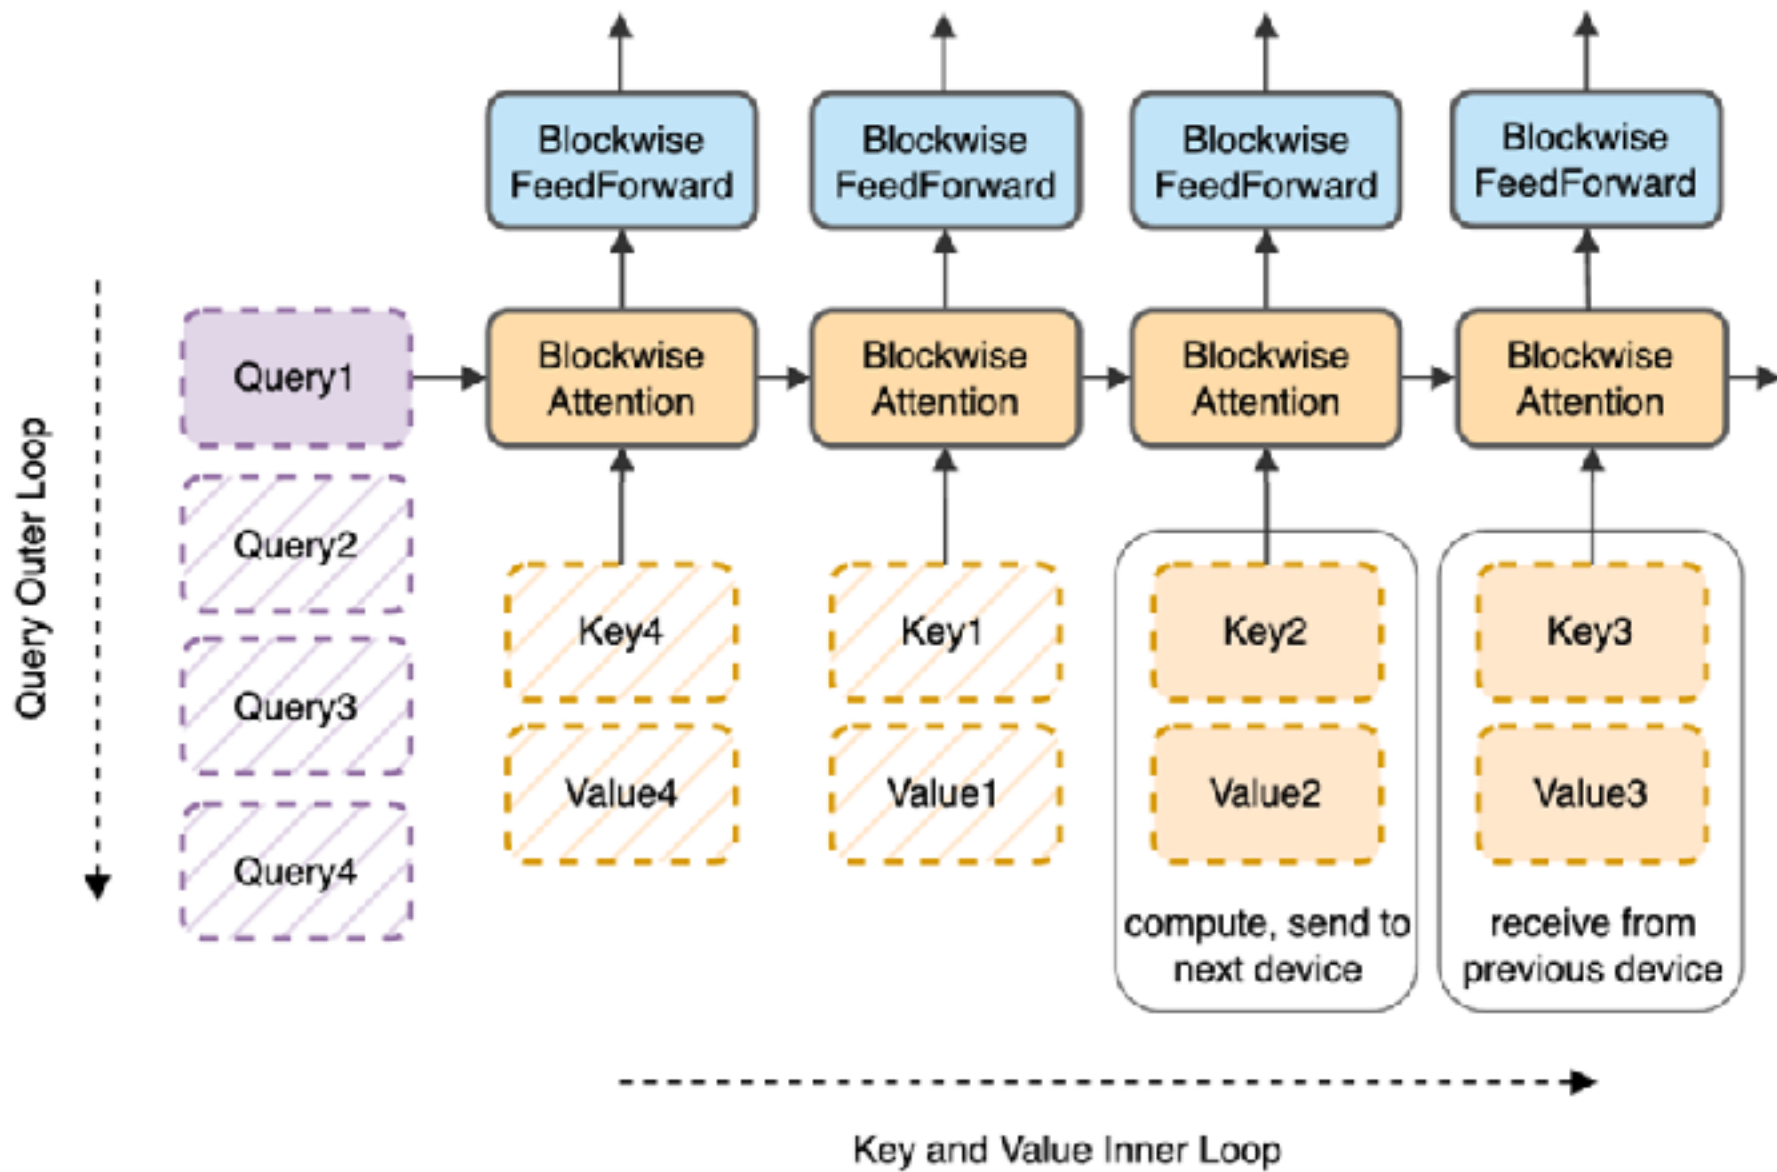 Blockwise
FeedForward
Blockwise
FeedForward
Blockwise
FeedForward
Blockwise
FeedForward
Query Outer Loop
Query1
Blockwise
Attention
Blockwise
Attention
Blockwise
Attention
Blockwise
Attention
Query2
Query3
Query4
Key4
Key1
Key2
Key3
Value4
Value1
Value2
Value3
compute, send to
next device
receive from
previous device
Key and Value Inner Loop